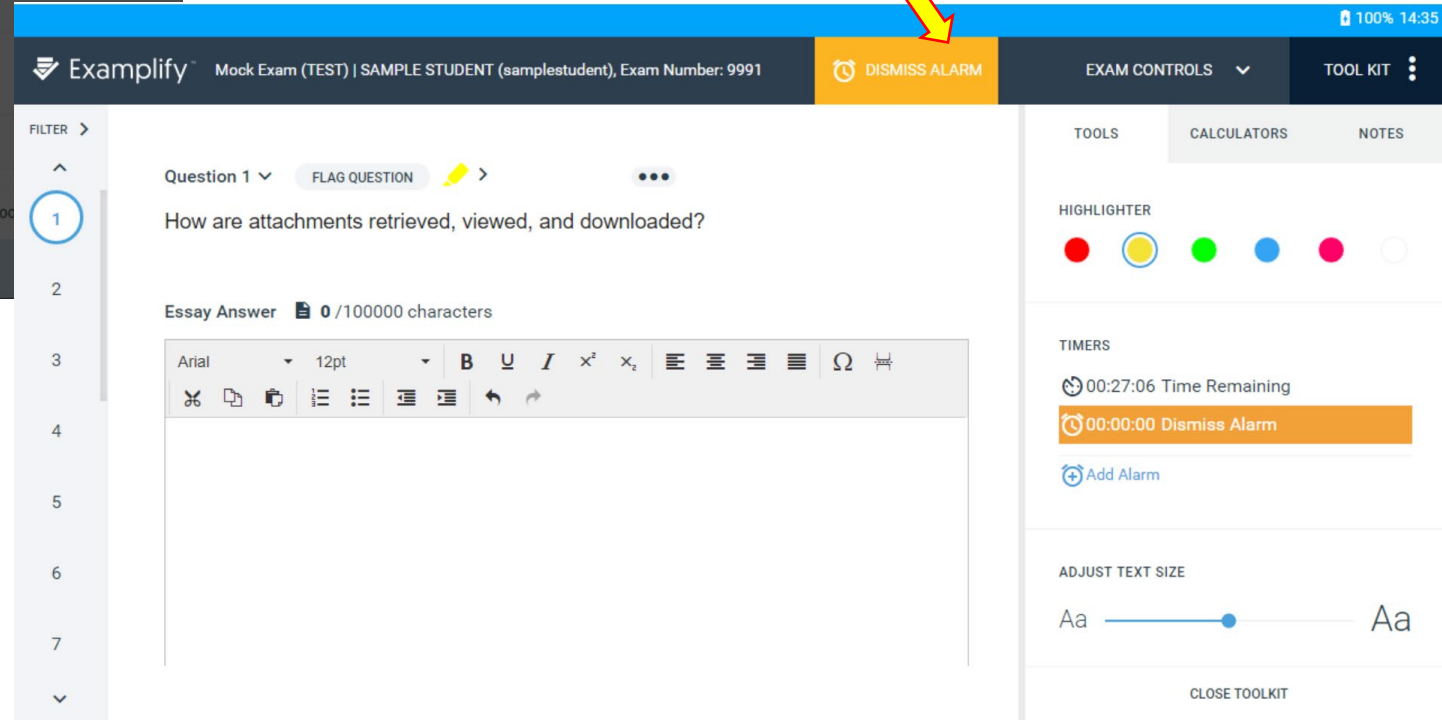 100% 14:35
Examplify Mock Exam (TEST) | SAMPLE STUDENT (samplestudent), Exam Number: 9991 DISMISS ALARM EXAM CONTROLS TOOL KIT
FILTER
1
2
3
4
5
6
7
Question 1 FLAG QUESTION
How are attachments retrieved, viewed, and downloaded?
Essay Answer 0 /100000 characters
Arial 12pt B U I x² x₂ Ω
TOOLS CALCULATORS NOTES
HIGHLIGHTER
TIMERS
00:27:06 Time Remaining
00:00:00 Dismiss Alarm
Add Alarm
ADJUST TEXT SIZE
Aa Aa
CLOSE TOOLKIT